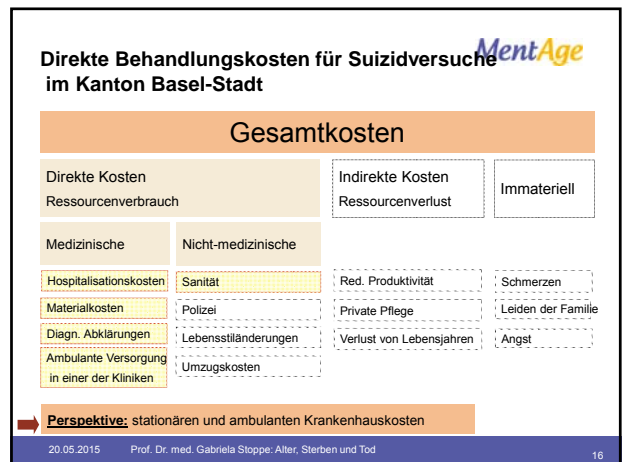 MentAge
Direkte Behandlungskosten für Suizidversuche
im Kanton Basel-Stadt
Gesamtkosten
Direkte Kosten
Ressourcenverbrauch
Indirekte Kosten
Ressourcenverlust
Immateriell
Medizinische
Nicht-medizinische
Hospitalisationskosten
Sanität
Red. Produktivität
Schmerzen
Materialkosten
Polizei
Private Pflege
Leiden der Familie
Diagn. Abklärungen
Lebensstiländerungen
Verlust von Lebensjahren
Angst
Ambulante Versorgung
in einer der Kliniken
Umzugskosten
Perspektive: stationären und ambulanten Krankenhauskosten
20.05.2015 Prof. Dr. med. Gabriela Stoppe: Alter, Sterben und Tod 16